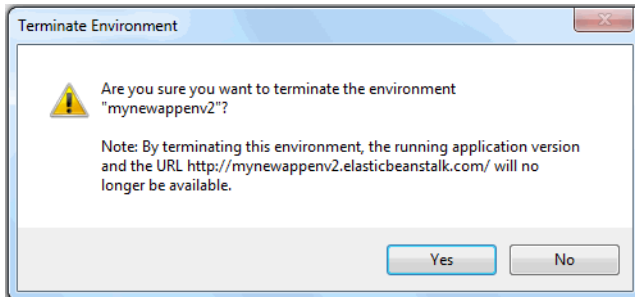 Terminate Environment
Are you sure you want to terminate the environment
"mynewappenv2"?
Note: By terminating this environment, the running application version
and the URL http://mynewappenv2.elasticbeanstalk.com/ will no
longer be available.
Yes
No